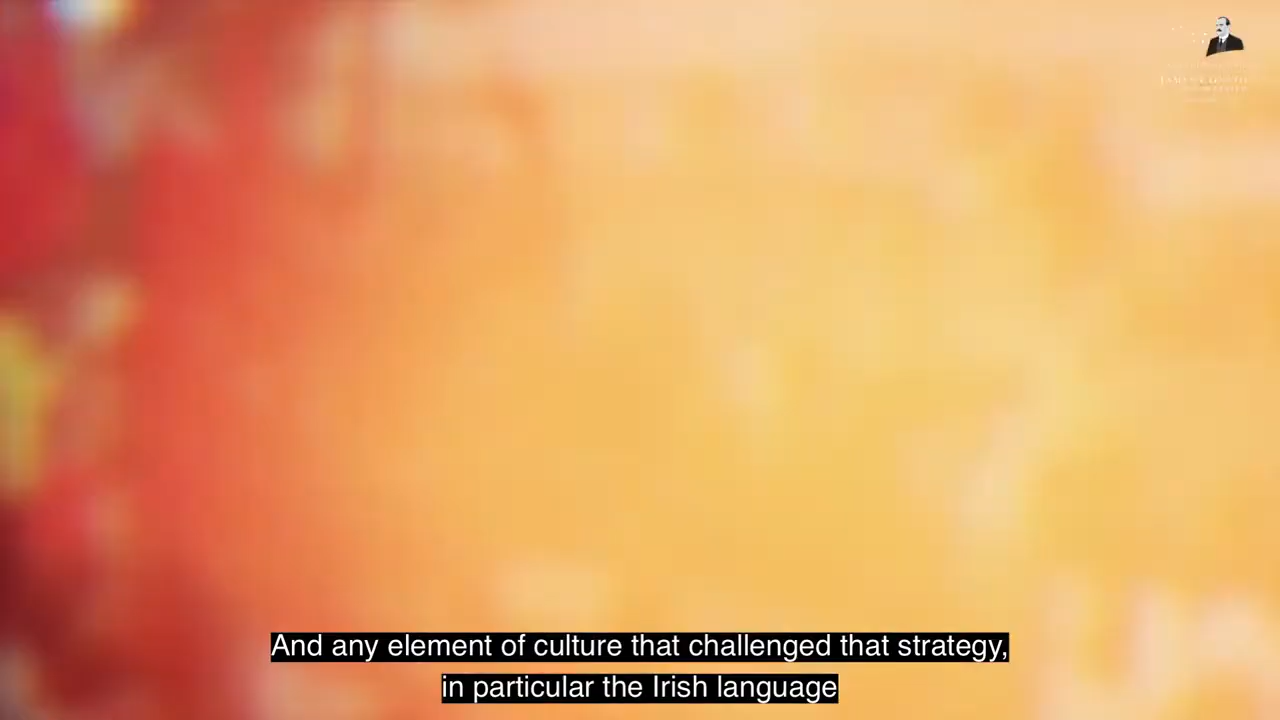 And any element of culture that challenged that strategy,
in particular the Irish language